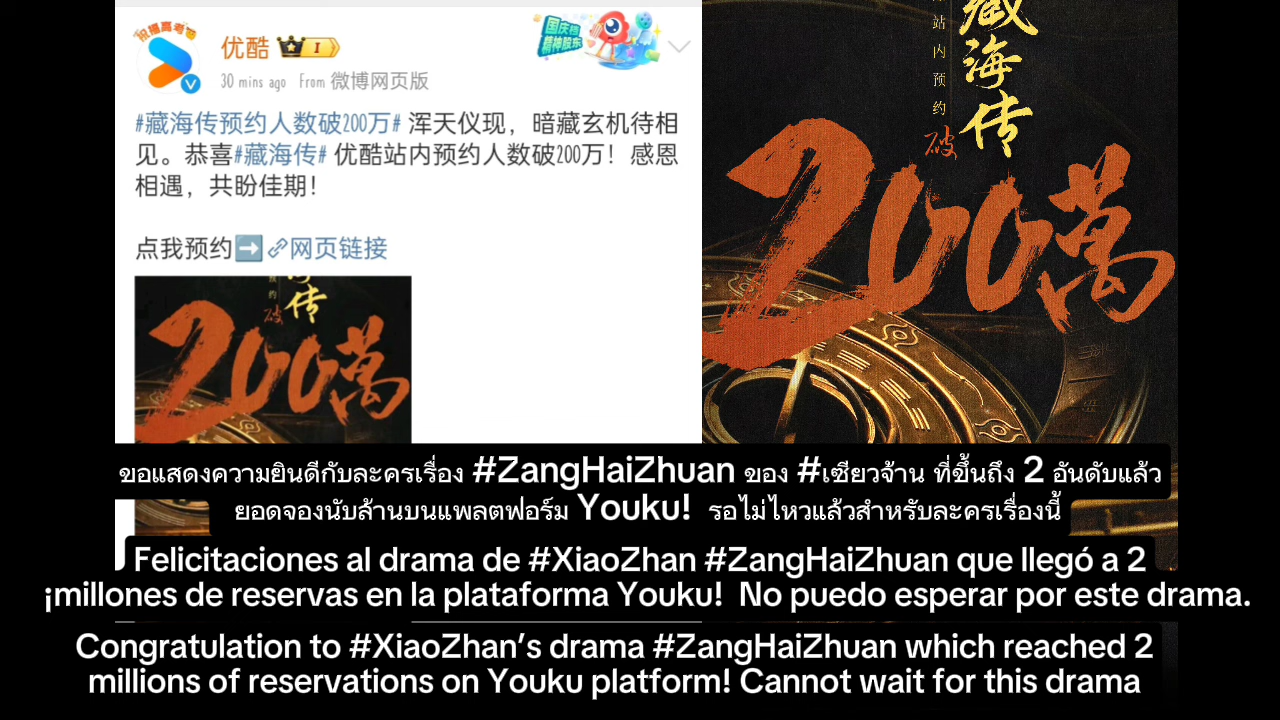 祝福高考
优酷 I
国庆档
精神股东
30 mins ago From 微博网页版
#藏海传预约人数破200万# 浑天仪现，暗藏玄机待相
见。恭喜#藏海传# 优酷站内预约人数破200万！感恩
相遇，共盼佳期！
点我预约➡️网页链接
海传
预约
破
200萬
藏海传
站内预约
破
200萬
ขอแสดงความยินดีกับละครเรื่อง #ZangHaiZhuan ของ #เซียวจ้าน ที่ขึ้นถึง 2 อันดับแล้ว
ยอดจองนับล้านบนแพลตฟอร์ม Youku! รอไม่ไหวแล้วสำหรับละครเรื่องนี้
Felicitaciones al drama de #XiaoZhan #ZangHaiZhuan que llegó a 2
¡millones de reservas en la plataforma Youku! No puedo esperar por este drama.
Congratulation to #XiaoZhan’s drama #ZangHaiZhuan which reached 2
millions of reservations on Youku platform! Cannot wait for this drama